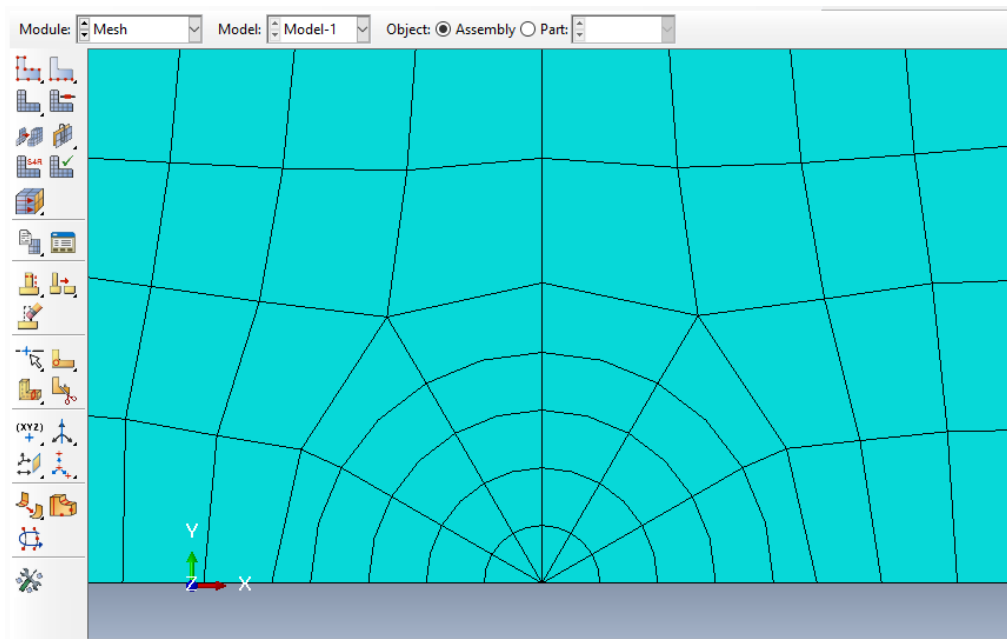 Module: Mesh Model: Model-1 Object: Assembly Part:
S4R
(XYZ)
Y
Z X